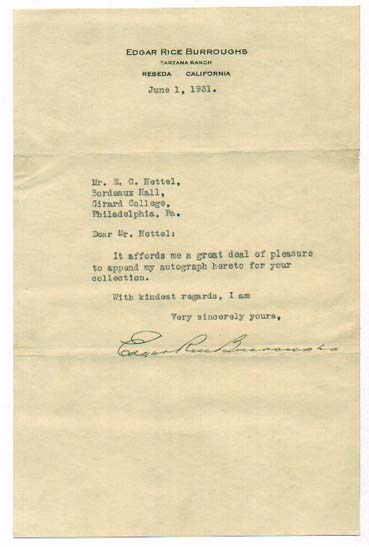 EDGAR RICE BURROUGHS
TARZANA RANCH
RESEDA CALIFORNIA
June 1, 1931.
Mr. E. C. Hettel,
Bordeaux Hall,
Girard College,
Philadelphia, Pa.
Dear Mr. Hettel:
It affords me a great deal of pleasure
to append my autograph hereto for your
collection.
With kindest regards, I am
Very sincerely yours,
Edgar Rice Burroughs